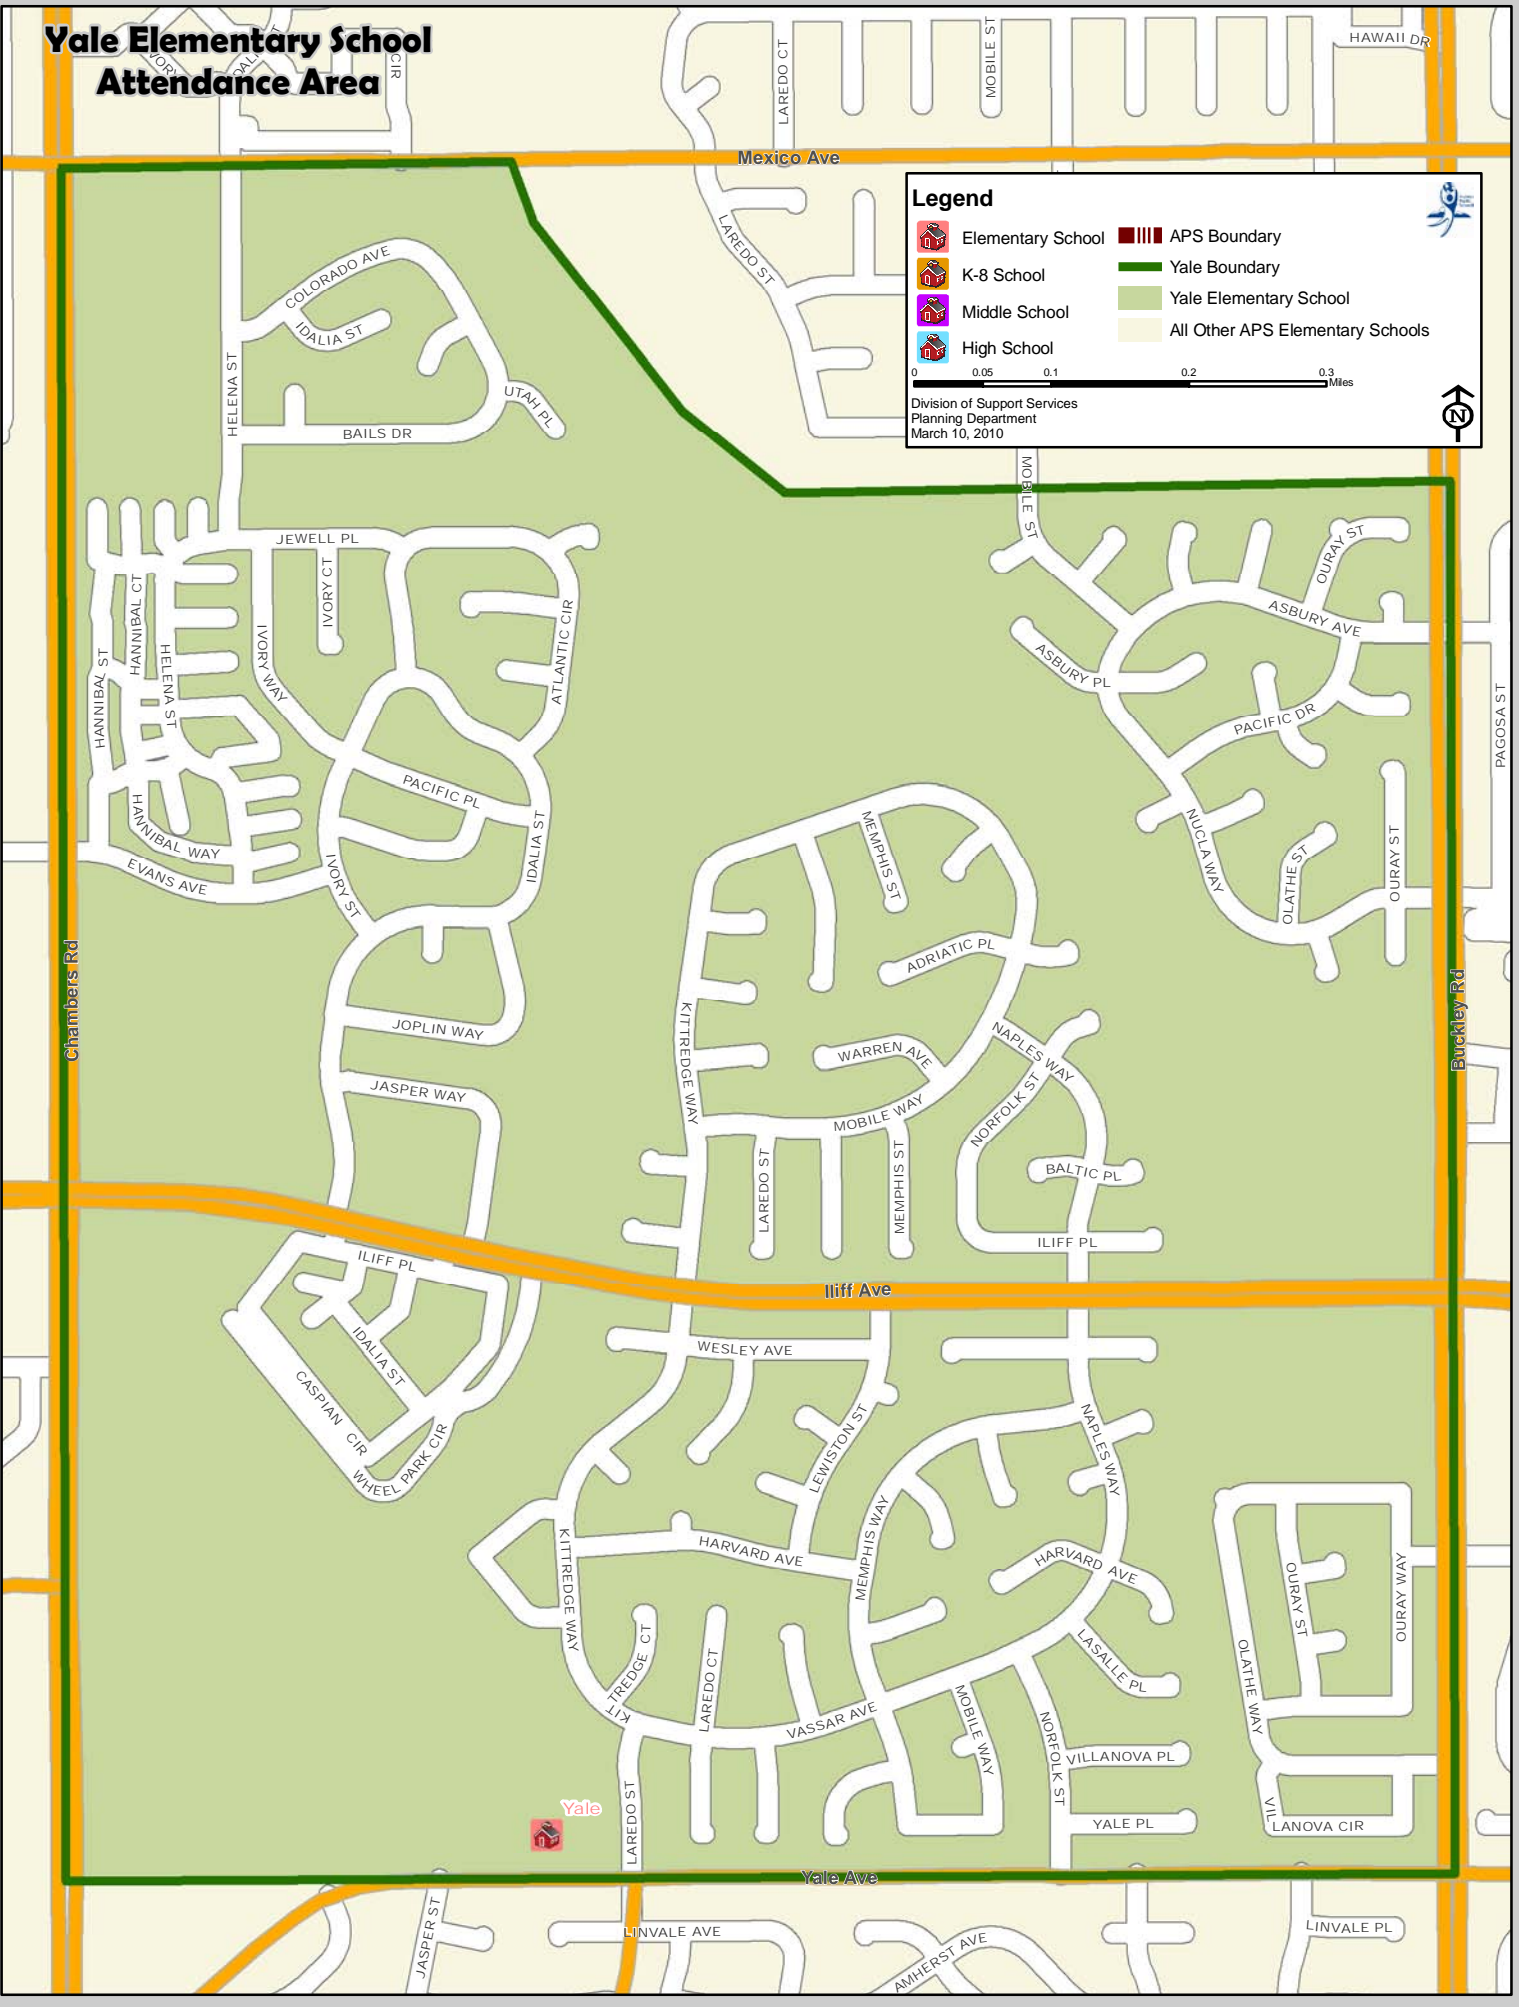 Yale Elementary School
Attendance Area
CIR
LAREDO CT
MOBILE ST
HAWAII DR
Mexico Ave
Legend
Elementary School
K-8 School
Middle School
High School
APS Boundary
Yale Boundary
Yale Elementary School
All Other APS Elementary Schools
0 0.05 0.1 0.2 0.3
Miles
Division of Support Services
Planning Department
March 10, 2010
N
LAREDO ST
COLORADO AVE
IDALIA ST
HELENA ST
UTAH PL
BAILS DR
MOBILE ST
JEWELL PL
IVORY CT
HANNIBAL CT
HANNIBAL ST
HELENA ST
IVORY WAY
ATLANTIC CIR
OURAY ST
ASBURY AVE
ASBURY PL
PACIFIC DR
PAGOSA ST
PACIFIC PL
HANNIBAL WAY
EVANS AVE
IVORY ST
IDALIA ST
MEMPHIS ST
NUCLA WAY
OLATHE ST
OURAY ST
ADRIATIC PL
Chambers Rd
Buckley Rd
JOPLIN WAY
KITTREDGE WAY
WARREN AVE
NAPLES WAY
JASPER WAY
MOBILE WAY
NORFOLK ST
LAREDO ST
MEMPHIS ST
BALTIC PL
ILIFF PL
ILIFF PL
Iliff Ave
IDALIA ST
WESLEY AVE
CASPIAN CIR
WHEEL PARK CIR
LEWISTON ST
NAPLES WAY
KITTREDGE WAY
HARVARD AVE
MEMPHIS WAY
HARVARD AVE
OURAY ST
OURAY WAY
KITTREDGE CT
LAREDO CT
LASALLE PL
OLATHE WAY
VASSAR AVE
MOBILE WAY
NORFOLK ST
VILLANOVA PL
YALE PL
VILLANOVA CIR
Yale
LAREDO ST
Yale Ave
JASPER ST
LINVALE AVE
AMHERST AVE
LINVALE PL